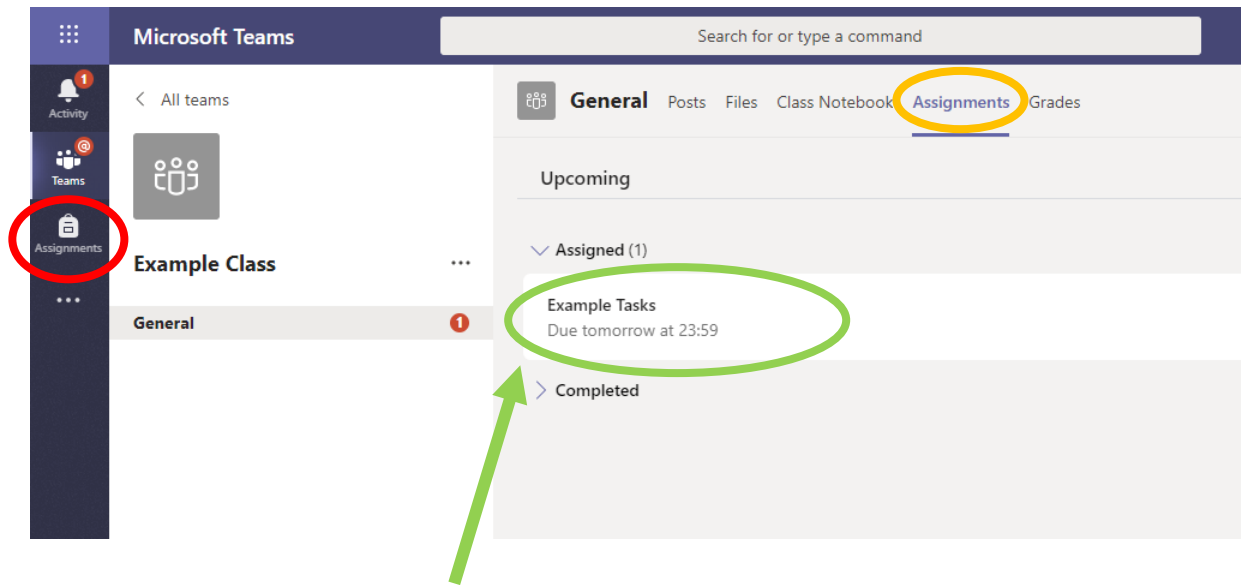 Microsoft Teams
Search for or type a command
1
Activity
@
Teams
Assignments
...
< All teams
Example Class
...
General 1
General Posts Files Class Notebook Assignments Grades
Upcoming
Assigned (1)
Example Tasks
Due tomorrow at 23:59
Completed